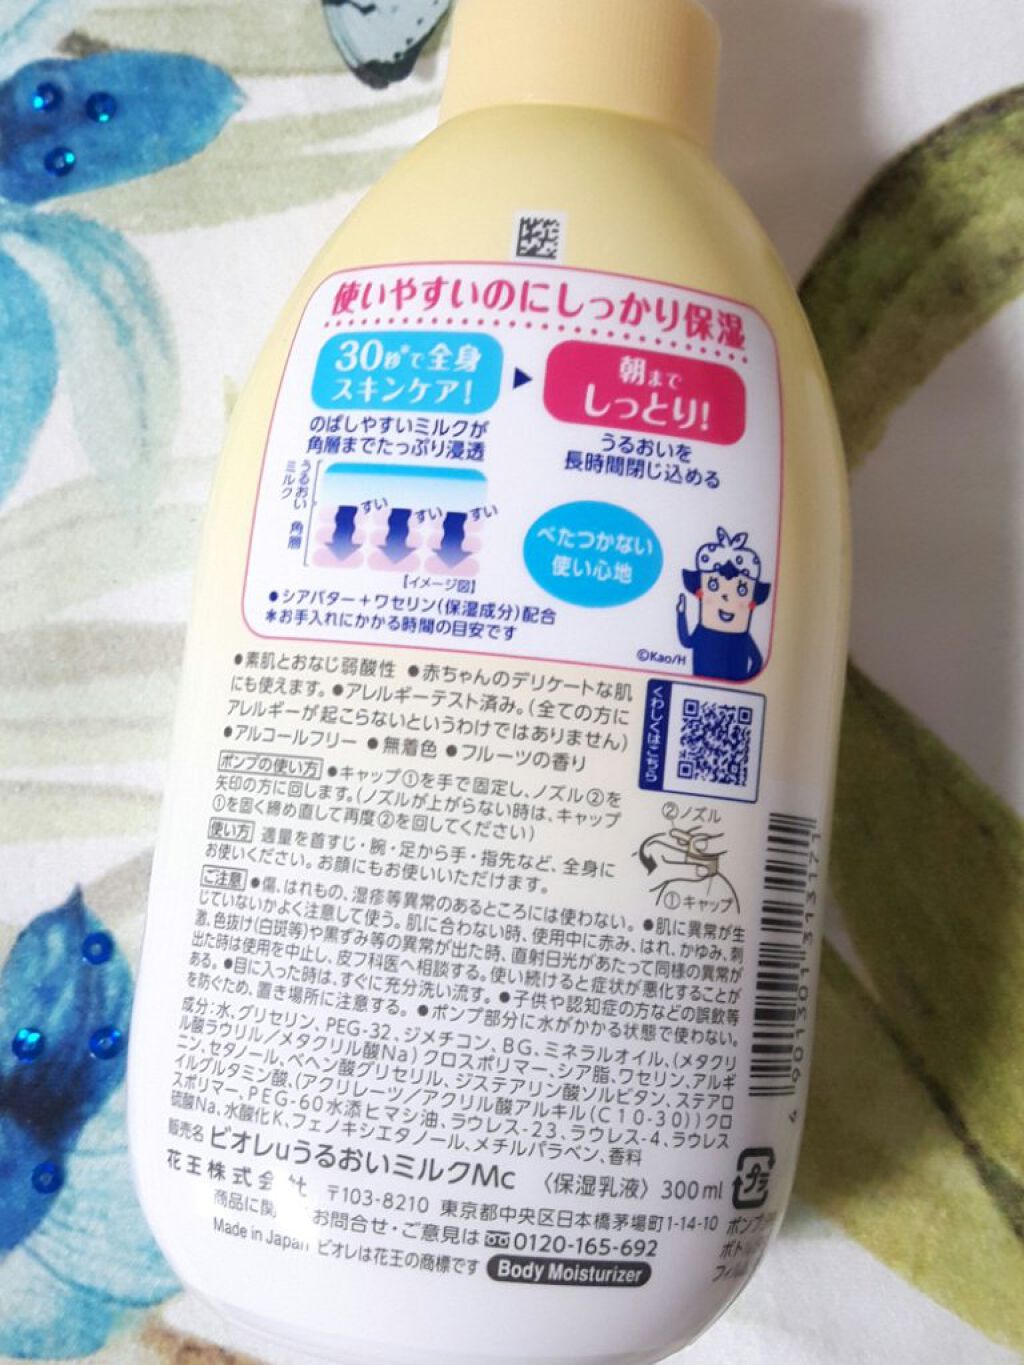 使いやすいのにしっかり保湿
30秒*で全身
スキンケア!
朝まで
しっとり!
のばしやすいミルクが
角層までたっぷり浸透
うるおいを
長時間閉じ込める
うるおい
ミルク
角層
すい
すい
すい
【イメージ図】
べたつかない
使い心地
●シアバター+ワセリン(保湿成分)配合
*お手入れにかかる時間の目安です
©Kao/H
●素肌とおなじ弱酸性 ●赤ちゃんのデリケートな肌
にも使えます。●アレルギーテスト済み。(全ての方に
アレルギーが起こらないというわけではありません)
●アルコールフリー ●無着色 ●フルーツの香り
くわしくはこちら
ポンプの使い方 ●キャップ①を手で固定し、ノズル②を
矢印の方に回します。(ノズルが上がらない時は、キャップ
①を固く締め直して再度②を回してください)
②ノズル
①キャップ
使い方 適量を首すじ・腕・足から手・指先など、全身に
お使いください。お顔にもお使いいただけます。
ご注意 ●傷、はれもの、湿疹等異常のあるところには使わない。●肌に異常が生
じていないかよく注意して使う。肌に合わない時、使用中に赤み、はれ、かゆみ、刺
激、色抜け(白斑等)や黒ずみ等の異常が出た時、直射日光があたって同様の異常が
出た時は使用を中止し、皮フ科医へ相談する。使い続けると症状が悪化することが
ある。●目に入った時は、すぐに充分洗い流す。●子供や認知症の方などの誤飲等
を防ぐため、置き場所に注意する。●ポンプ部分に水がかかる状態で使わない。
成分:水、グリセリン、PEG-32、ジメチコン、BG、ミネラルオイル、(メタクリ
ル酸ラウリル/メタクリル酸Na)クロスポリマー、シア脂、ワセリン、アルギ
ニン、セタノール、ベヘン酸グリセリル、ジステアリン酸ソルビタン、ステアロ
イルグルタミン酸、(アクリレーツ/アクリル酸アルキル(C10-30))クロ
スポリマー、PEG-60水添ヒマシ油、ラウレス-23、ラウレス-4、ラウレス
硫酸Na、水酸化K、フェノキシエタノール、メチルパラベン、香料
販売名 ビオレuうるおいミルクMc 〈保湿乳液〉 300ml
プラ
花王株式会 〒103-8210 東京都中央区日本橋茅場町1-14-10
商品に関 お問合せ・ご意見は 0120-165-692
Made in Japan ビオレは花王の商標です Body Moisturizer
ポンプ
ボト
フィル
4 901301 313171